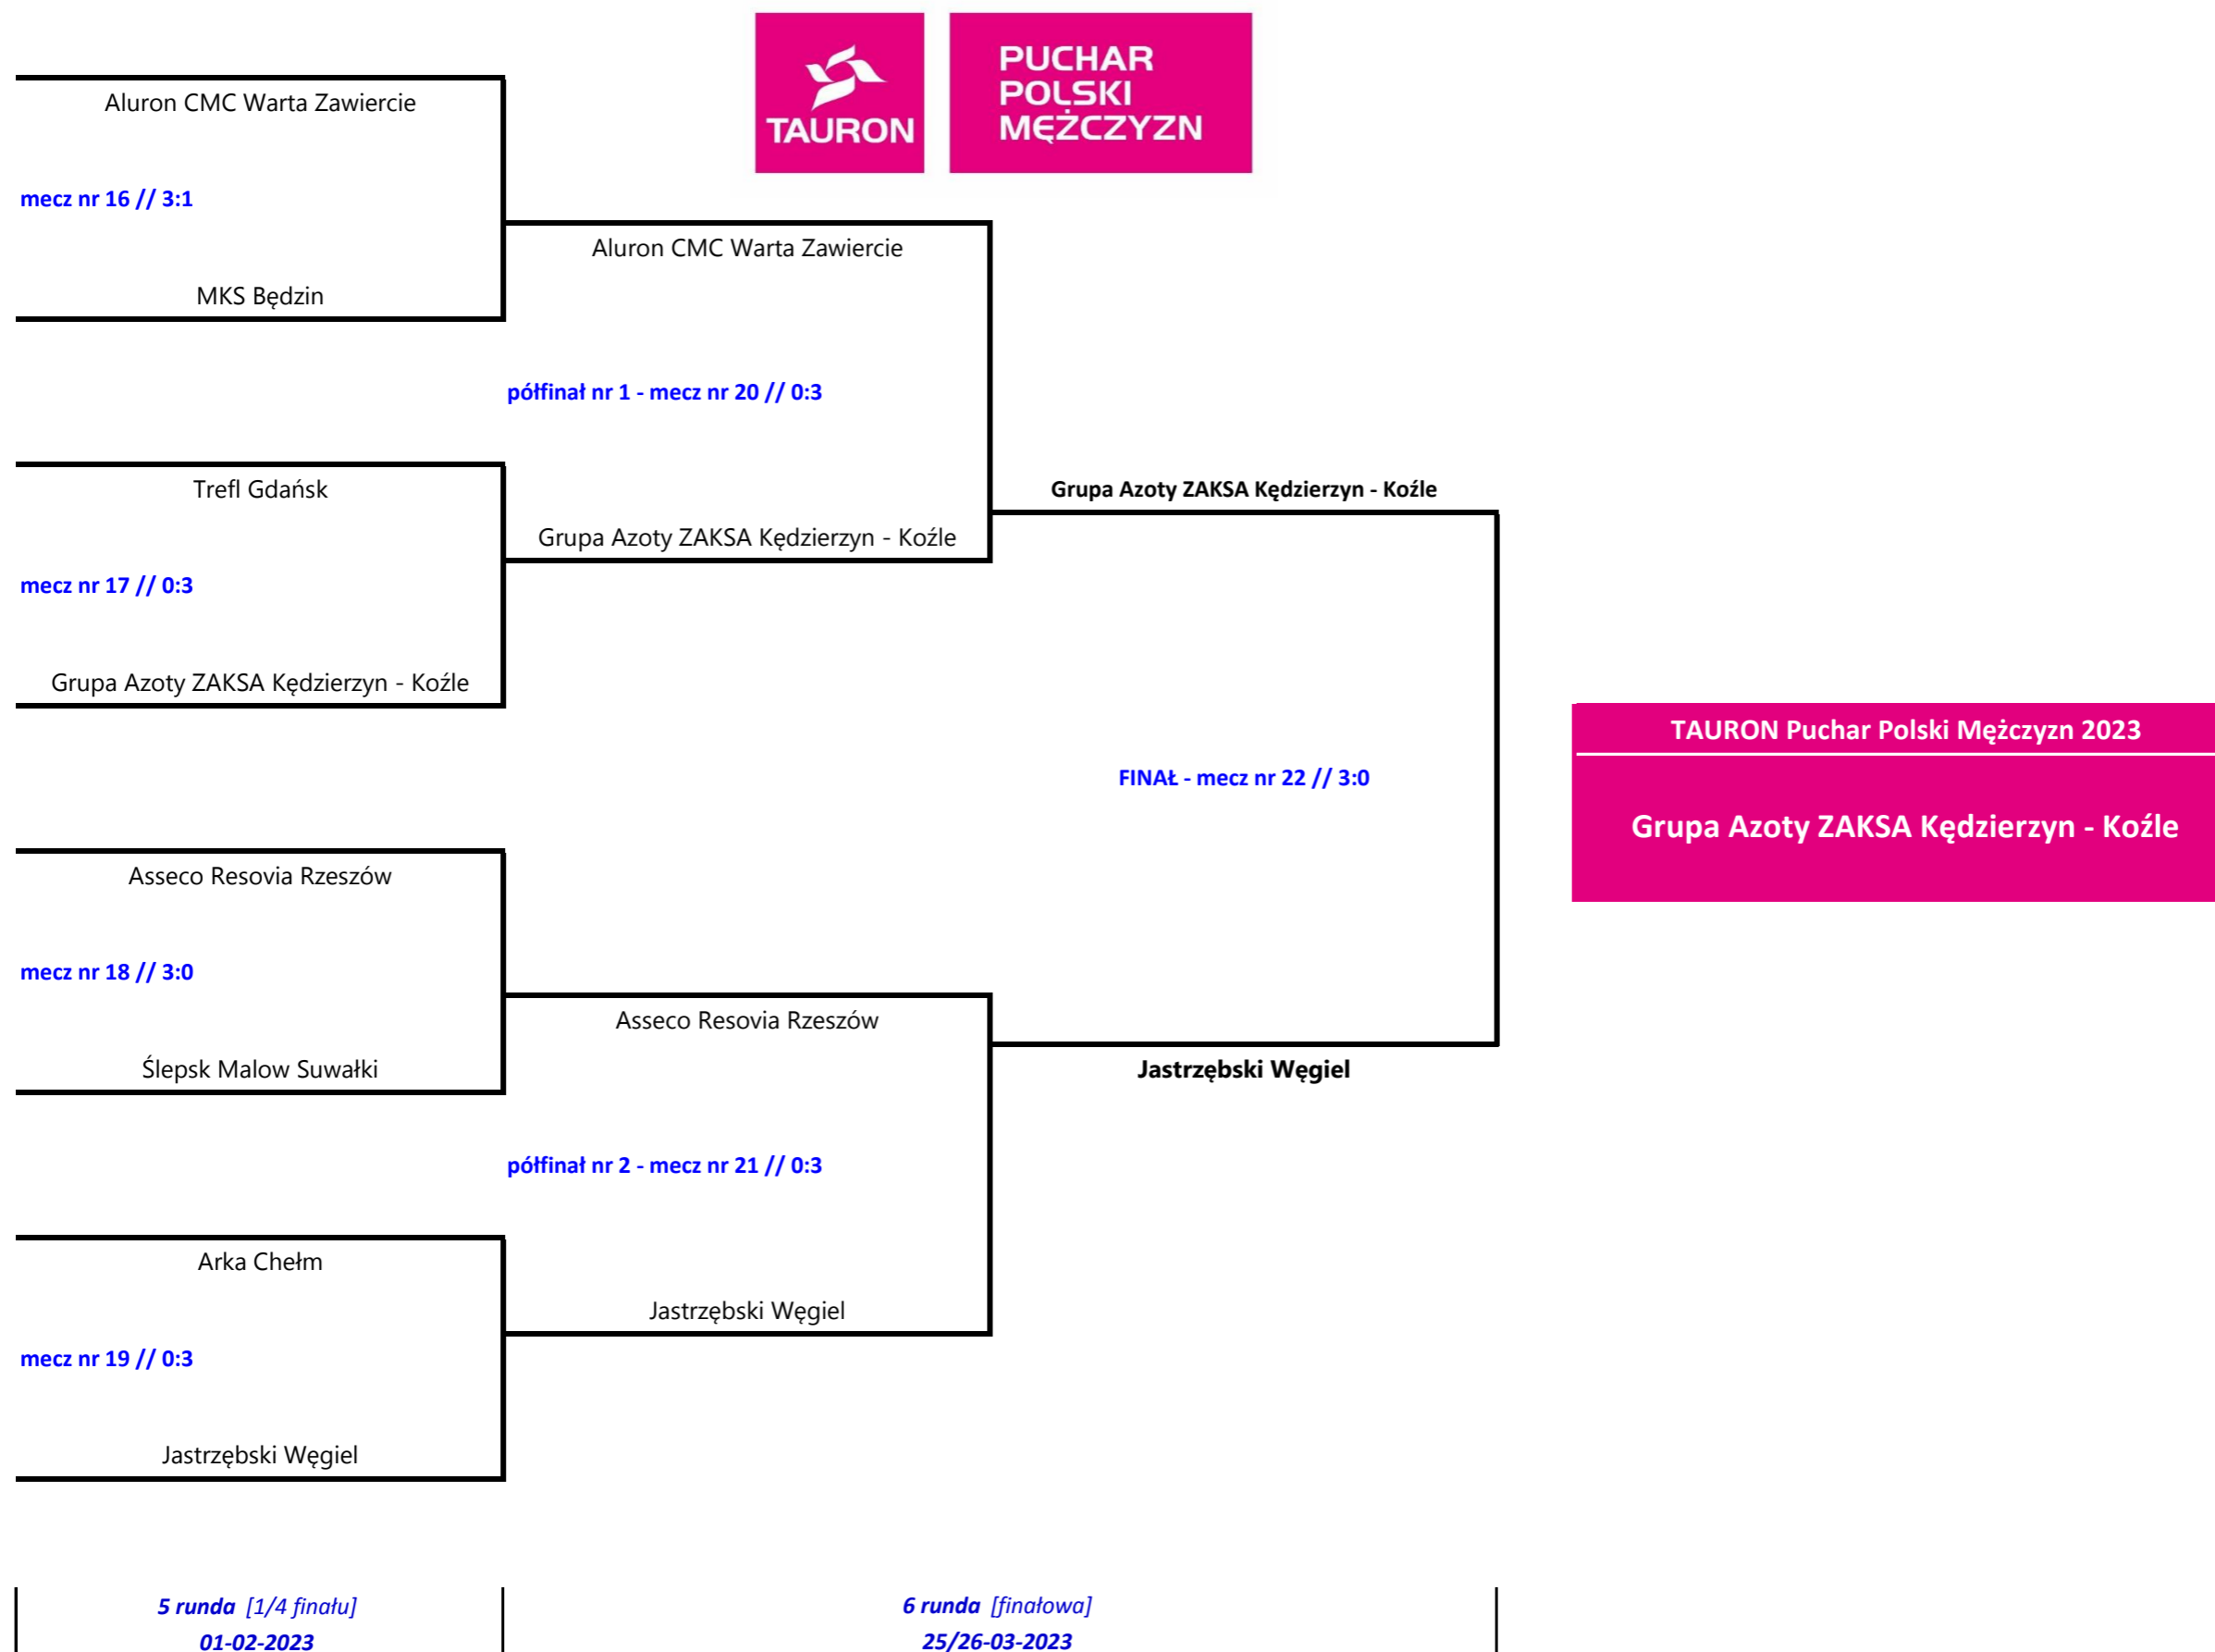 TAURON
PUCHAR
POLSKI
MĘŻCZYZN
Aluron CMC Warta Zawiercie
mecz nr 16 // 3:1
MKS Będzin
Aluron CMC Warta Zawiercie
półfinał nr 1 - mecz nr 20 // 0:3
Trefl Gdańsk
mecz nr 17 // 0:3
Grupa Azoty ZAKSA Kędzierzyn - Koźle
Grupa Azoty ZAKSA Kędzierzyn - Koźle
Grupa Azoty ZAKSA Kędzierzyn - Koźle
FINAŁ - mecz nr 22 // 3:0
TAURON Puchar Polski Mężczyzn 2023
Grupa Azoty ZAKSA Kędzierzyn - Koźle
Asseco Resovia Rzeszów
mecz nr 18 // 3:0
Ślepsk Malow Suwałki
Asseco Resovia Rzeszów
Jastrzębski Węgiel
półfinał nr 2 - mecz nr 21 // 0:3
Arka Chełm
mecz nr 19 // 0:3
Jastrzębski Węgiel
Jastrzębski Węgiel
5 runda [1/4 finału]
01-02-2023
6 runda [finałowa]
25/26-03-2023